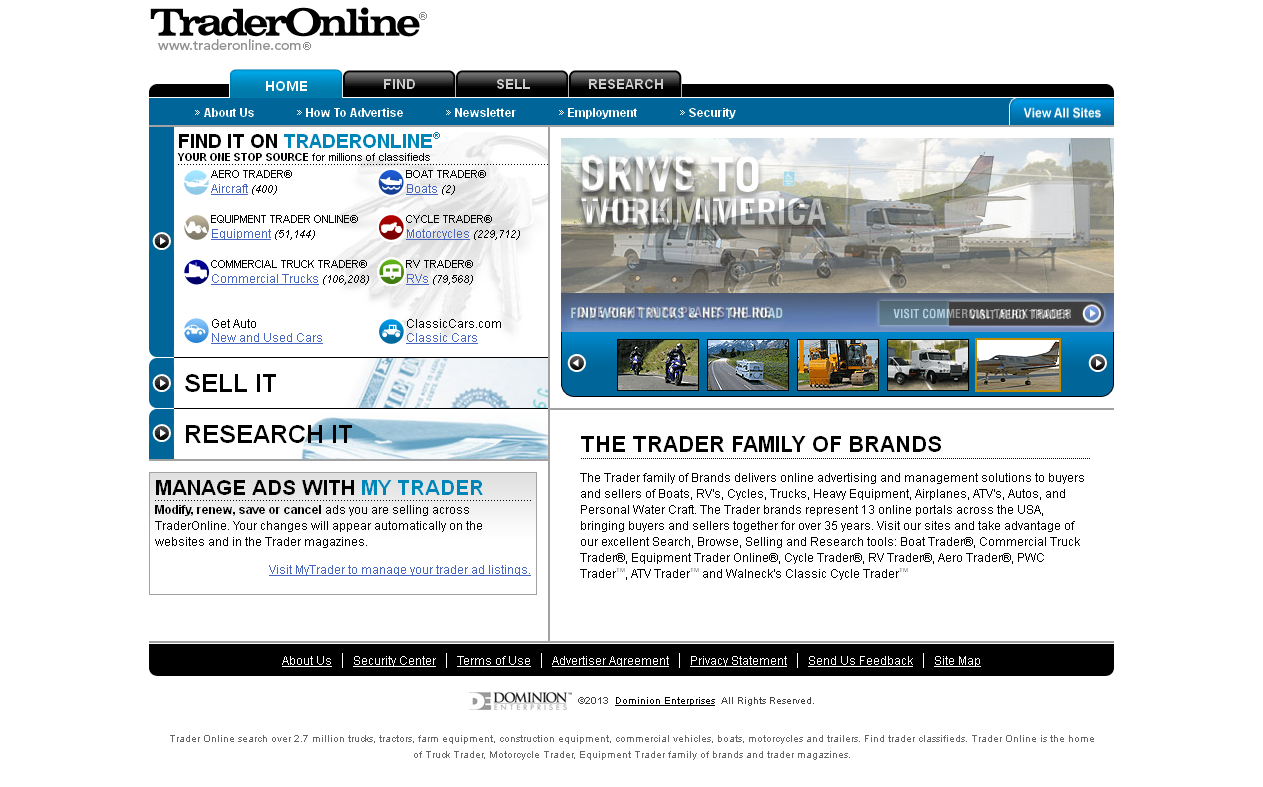 TraderOnline®
www.traderonline.com®
HOME FIND SELL RESEARCH
About Us How To Advertise Newsletter Employment Security View All Sites
FIND IT ON TRADERONLINE®
YOUR ONE STOP SOURCE for millions of classifieds
AERO TRADER® BOAT TRADER®
Aircraft (400) Boats (2)
EQUIPMENT TRADER ONLINE® CYCLE TRADER®
Equipment (51,144) Motorcycles (229,712)
COMMERCIAL TRUCK TRADER® RV TRADER®
Commercial Trucks (106,208) RVs (79,568)
Get Auto ClassicCars.com
New and Used Cars Classic Cars
SELL IT
RESEARCH IT
MANAGE ADS WITH MY TRADER
Modify, renew, save or cancel ads you are selling across
TraderOnline. Your changes will appear automatically on the
websites and in the Trader magazines.
Visit MyTrader to manage your trader ad listings.
TO
WORK, AMERICA
VISIT AERO TRADER
THE TRADER FAMILY OF BRANDS
The Trader family of Brands delivers online advertising and management solutions to buyers
and sellers of Boats, RV's, Cycles, Trucks, Heavy Equipment, Airplanes, ATV's, Autos, and
Personal Water Craft. The Trader brands represent 13 online portals across the USA,
bringing buyers and sellers together for over 35 years. Visit our sites and take advantage of
our excellent Search, Browse, Selling and Research tools: Boat Trader®, Commercial Truck
Trader®, Equipment Trader Online®, Cycle Trader®, RV Trader®, Aero Trader®, PWC
Trader™, ATV Trader™ and Walneck's Classic Cycle Trader™
About Us Security Center Terms of Use Advertiser Agreement Privacy Statement Send Us Feedback Site Map
DE DOMINION ENTERPRISES ©2013 Dominion Enterprises All Rights Reserved.
Trader Online search over 2.7 million trucks, tractors, farm equipment, construction equipment, commercial vehicles, boats, motorcycles and trailers. Find trader classifieds. Trader Online is the home
of Truck Trader, Motorcycle Trader, Equipment Trader family of brands and trader magazines.